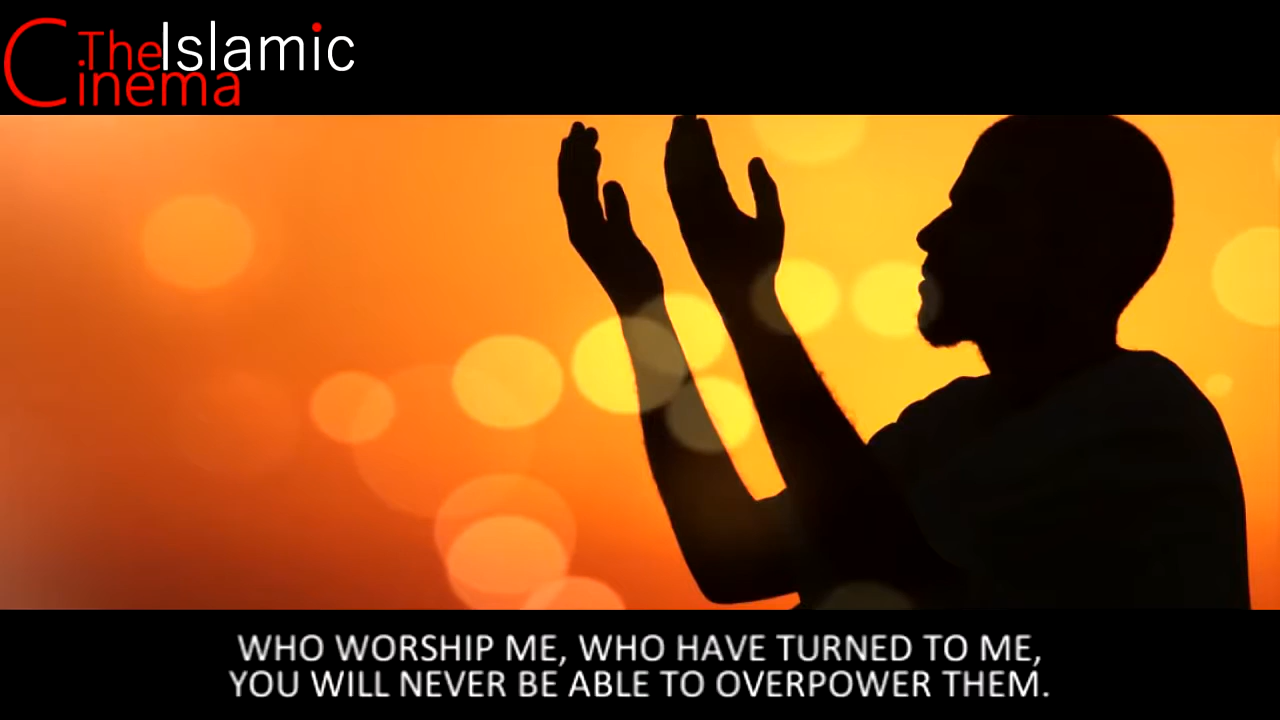 The Islamic
Cinema
WHO WORSHIP ME, WHO HAVE TURNED TO ME,
YOU WILL NEVER BE ABLE TO OVERPOWER THEM.